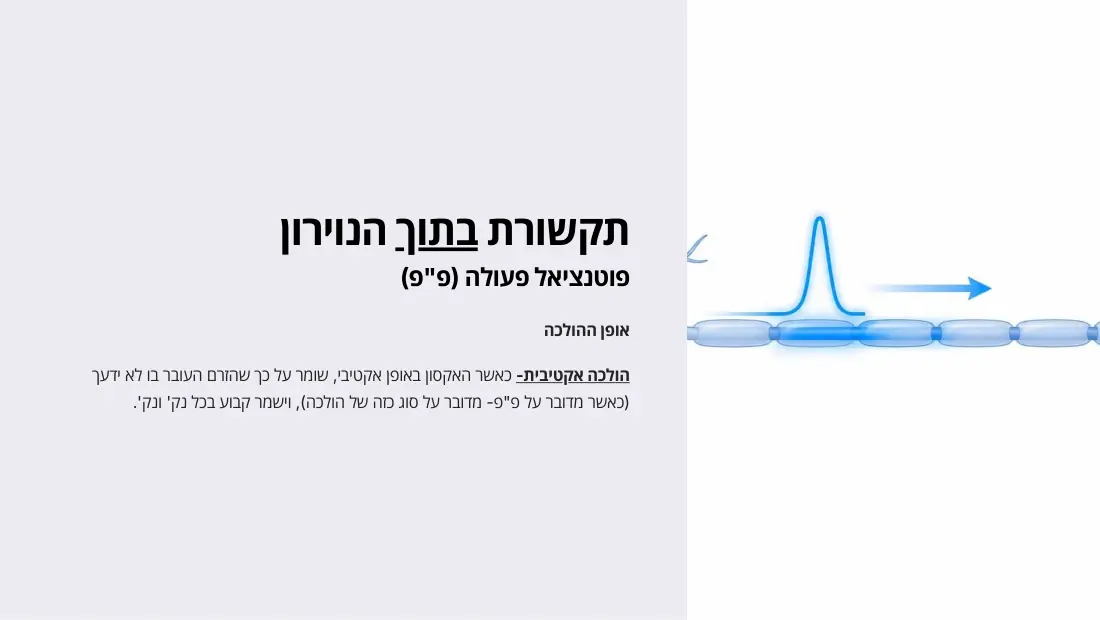 תקשורת בתוך הנוירון
פוטנציאל פעולה (פ"פ)
אופן ההולכה
הולכה אקטיבית- כאשר האקסון באופן אקטיבי, שומר על כך שהזרם העובר בו לא ידעך
(כאשר מדובר על פ"פ- מדובר על סוג כזה של הולכה), וישמר קבוע בכל נק' ונק'.